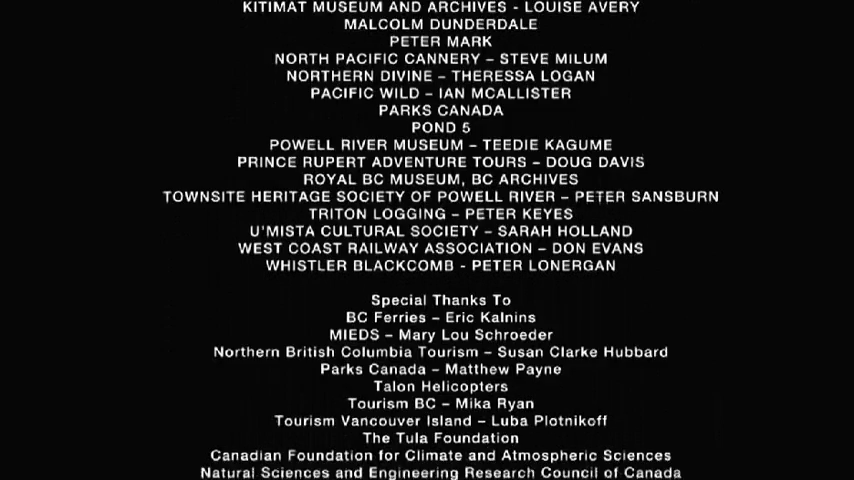 KITIMAT MUSEUM AND ARCHIVES - LOUISE AVERY
MALCOLM DUNDERDALE
PETER MARK
NORTH PACIFIC CANNERY – STEVE MILUM
NORTHERN DIVINE – THERESSA LOGAN
PACIFIC WILD – IAN MCALLISTER
PARKS CANADA
POND 5
POWELL RIVER MUSEUM – TEEDIE KAGUME
PRINCE RUPERT ADVENTURE TOURS – DOUG DAVIS
ROYAL BC MUSEUM, BC ARCHIVES
TOWNSITE HERITAGE SOCIETY OF POWELL RIVER – PETER SANSBURN
TRITON LOGGING – PETER KEYES
U'MISTA CULTURAL SOCIETY – SARAH HOLLAND
WEST COAST RAILWAY ASSOCIATION – DON EVANS
WHISTLER BLACKCOMB - PETER LONERGAN
Special Thanks To
BC Ferries – Eric Kalnins
MIEDS – Mary Lou Schroeder
Northern British Columbia Tourism – Susan Clarke Hubbard
Parks Canada – Matthew Payne
Talon Helicopters
Tourism BC – Mika Ryan
Tourism Vancouver Island – Luba Plotnikoff
The Tula Foundation
Canadian Foundation for Climate and Atmospheric Sciences
Natural Sciences and Engineering Research Council of Canada